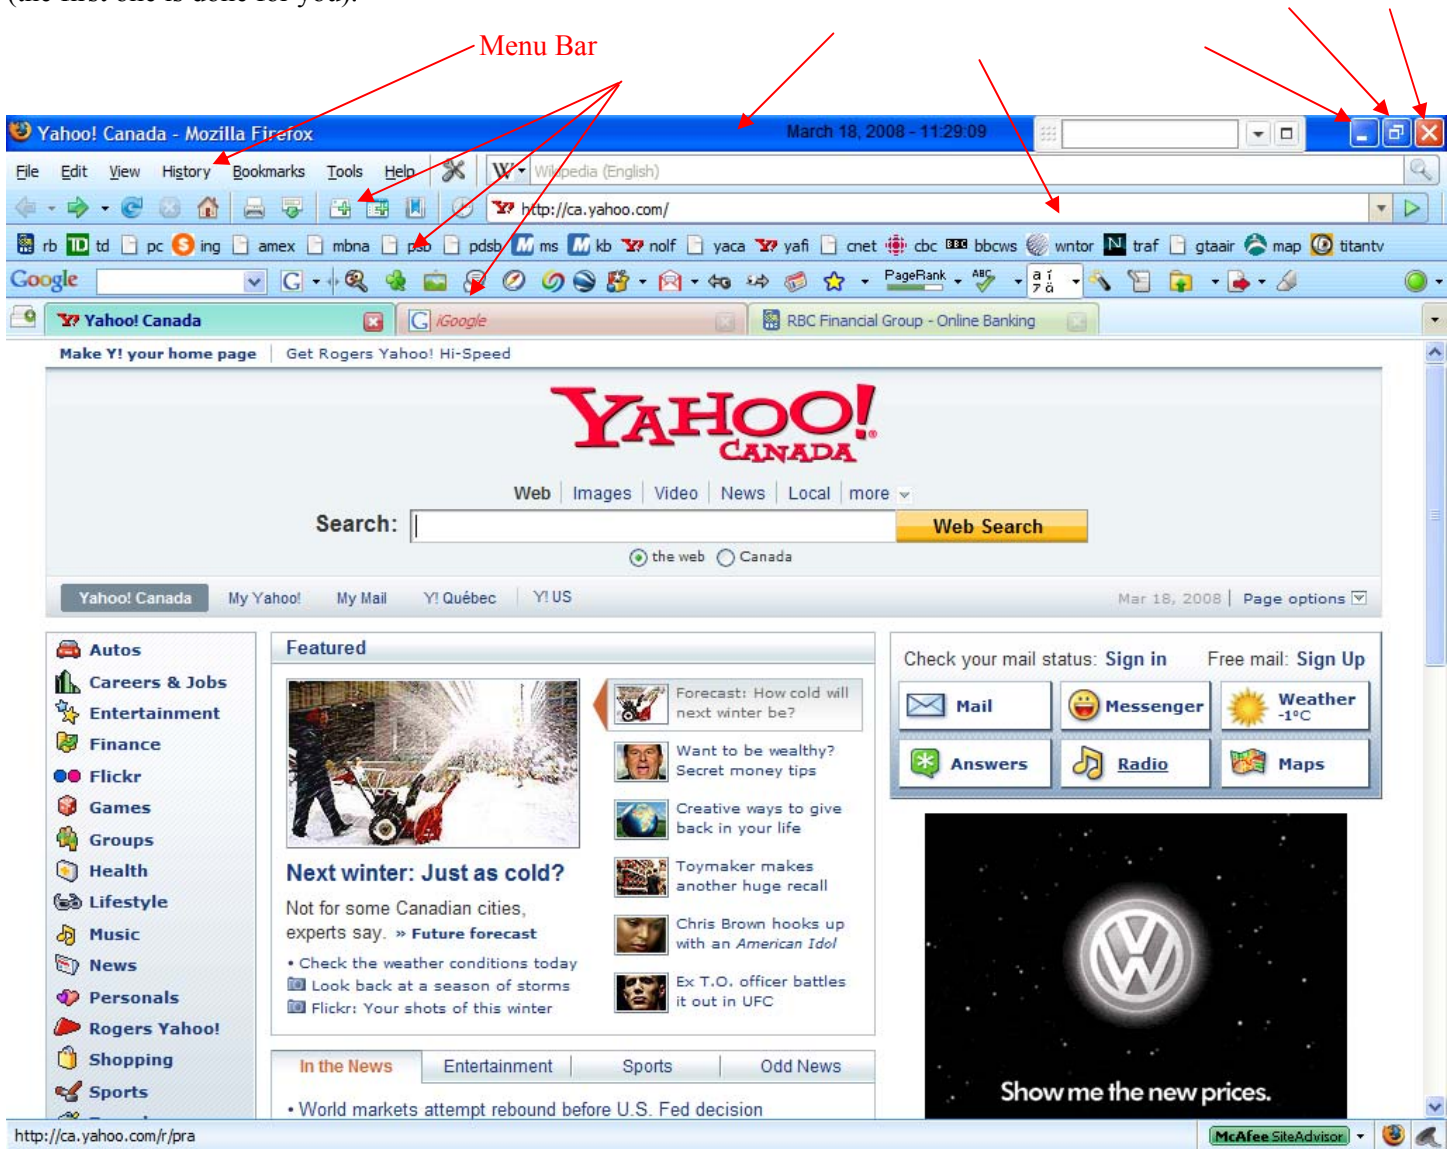 (the first one is done for you).
Menu Bar
Yahoo! Canada - Mozilla Firefox
March 18, 2008 - 11:29:09
File Edit View History Bookmarks Tools Help W Wikipedia (English)
http://ca.yahoo.com/
rb TD td pc S ing amex mbna psb pdsb M ms M kb Y? nolf yaca Y? yafi cnet cbc BBC bbcws wntor N traf gtaair map titantv
Google G PageRank ABC
Yahoo! Canada
G iGoogle
RBC Financial Group - Online Banking
Make Y! your home page Get Rogers Yahoo! Hi-Speed
YAHOO!
CANADA
Web Images Video News Local more
Search: Web Search
the web Canada
Yahoo! Canada My Yahoo! My Mail Y! Québec Y! US
Mar 18, 2008 Page options
Autos
Careers & Jobs
Entertainment
Finance
Flickr
Games
Groups
Health
Lifestyle
Music
News
Personals
Rogers Yahoo!
Shopping
Sports
Featured
Next winter: Just as cold?
Not for some Canadian cities,
experts say. » Future forecast
• Check the weather conditions today
Look back at a season of storms
Flickr: Your shots of this winter
Forecast: How cold will
next winter be?
Want to be wealthy?
Secret money tips
Creative ways to give
back in your life
Toymaker makes
another huge recall
Chris Brown hooks up
with an American Idol
Ex T.O. officer battles
it out in UFC
In the News Entertainment Sports Odd News
• World markets attempt rebound before U.S. Fed decision
Check your mail status: Sign in Free mail: Sign Up
Mail
Messenger
Weather
-1°C
Answers
Radio
Maps
Show me the new prices.
http://ca.yahoo.com/r/pra
McAfee SiteAdvisor